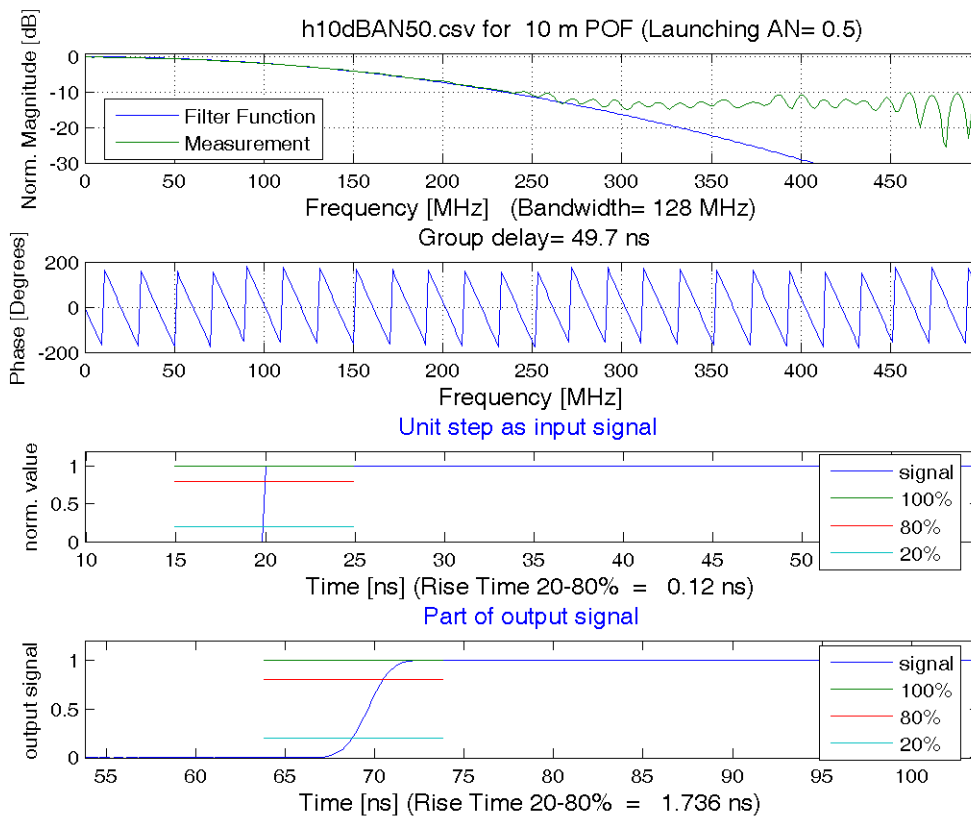 h10dBAN50.csv for 10 m POF (Launching AN= 0.5)
Norm. Magnitude [dB]
0
-10
-20
-30
Filter Function
Measurement
0 50 100 150 200 250 300 350 400 450
Frequency [MHz] (Bandwidth= 128 MHz)
Group delay= 49.7 ns
Phase [Degrees]
200
0
-200
0 50 100 150 200 250 300 350 400 450
Frequency [MHz]
Unit step as input signal
norm. value
1
0.5
0
signal
100%
80%
20%
10 15 20 25 30 35 40 45 50
Time [ns] (Rise Time 20-80% = 0.12 ns)
Part of output signal
output signal
1
0.5
0
signal
100%
80%
20%
55 60 65 70 75 80 85 90 95 100
Time [ns] (Rise Time 20-80% = 1.736 ns)